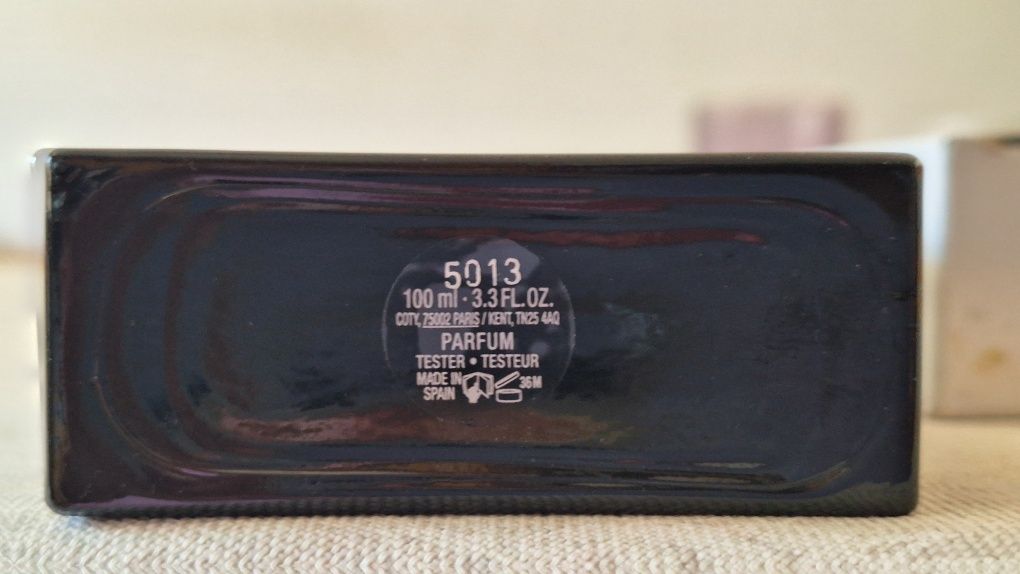 5013
100 ml · 3.3 FL.OZ.
COTY, 75002 PARIS / KENT, TN25 4AQ
PARFUM
TESTER • TESTEUR
MADE IN
SPAIN
36M